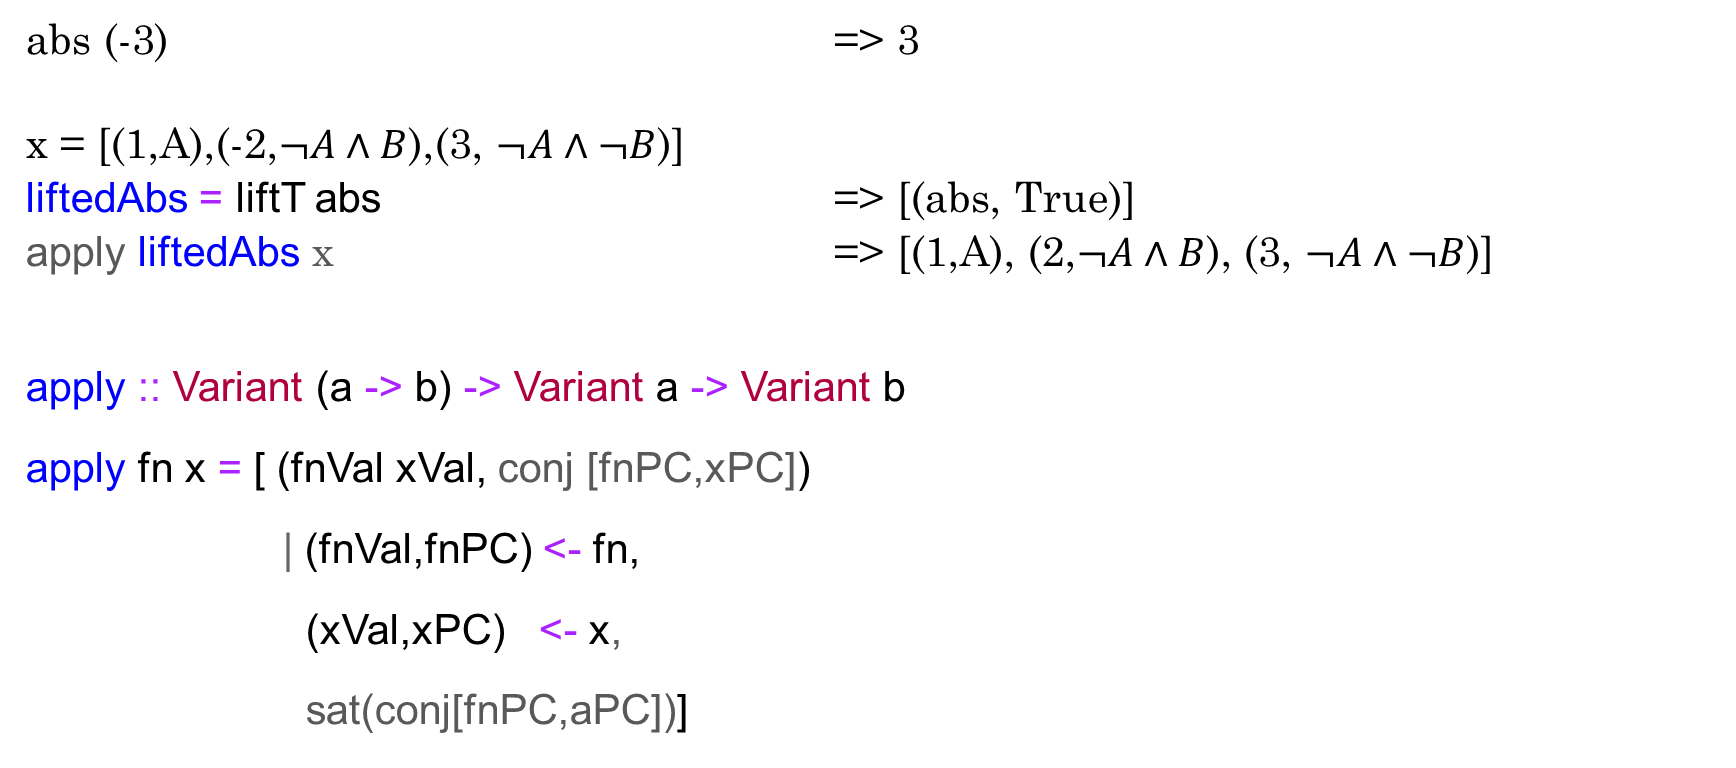 abs (-3) => 3
x = [(1,A),(-2,¬A ∧ B),(3, ¬A ∧ ¬B)]
liftedAbs = liftT abs => [(abs, True)]
apply liftedAbs x => [(1,A), (2,¬A ∧ B), (3, ¬A ∧ ¬B)]
apply :: Variant (a -> b) -> Variant a -> Variant b
apply fn x = [ (fnVal xVal, conj [fnPC,xPC])
| (fnVal,fnPC) <- fn,
(xVal,xPC) <- x,
sat(conj[fnPC,aPC])]